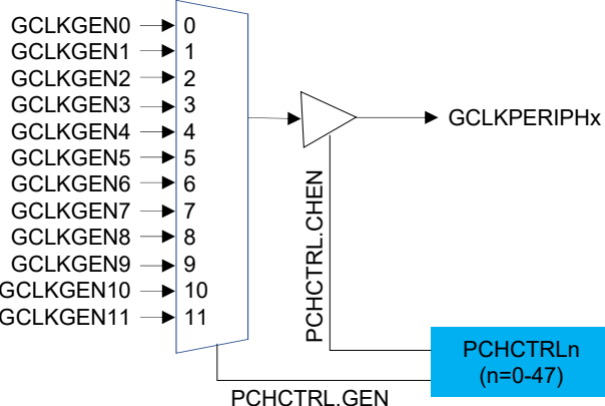 GCLKGEN0 0
GCLKGEN1 1
GCLKGEN2 2
GCLKGEN3 3
GCLKGEN4 4
GCLKGEN5 5
GCLKGEN6 6
GCLKGEN7 7
GCLKGEN8 8
GCLKGEN9 9
GCLKGEN10 10
GCLKGEN11 11
GCLKPERIPHx
PCHCTRL.CHEN
PCHCTRLn
(n=0-47)
PCHCTRL.GEN